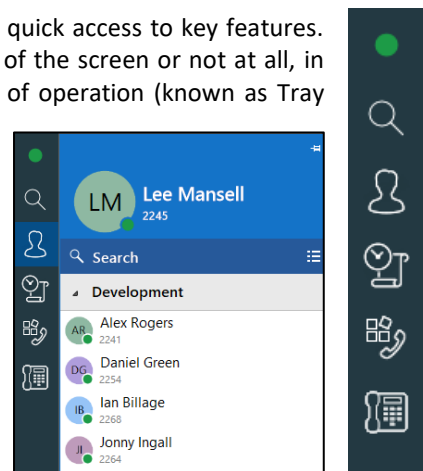 quick access to key features.
of the screen or not at all, in
of operation (known as Tray
LM
Lee Mansell
2245
Search
Development
AR
Alex Rogers
2241
DG
Daniel Green
2254
IB
Ian Billage
2268
JI
Jonny Ingall
2264